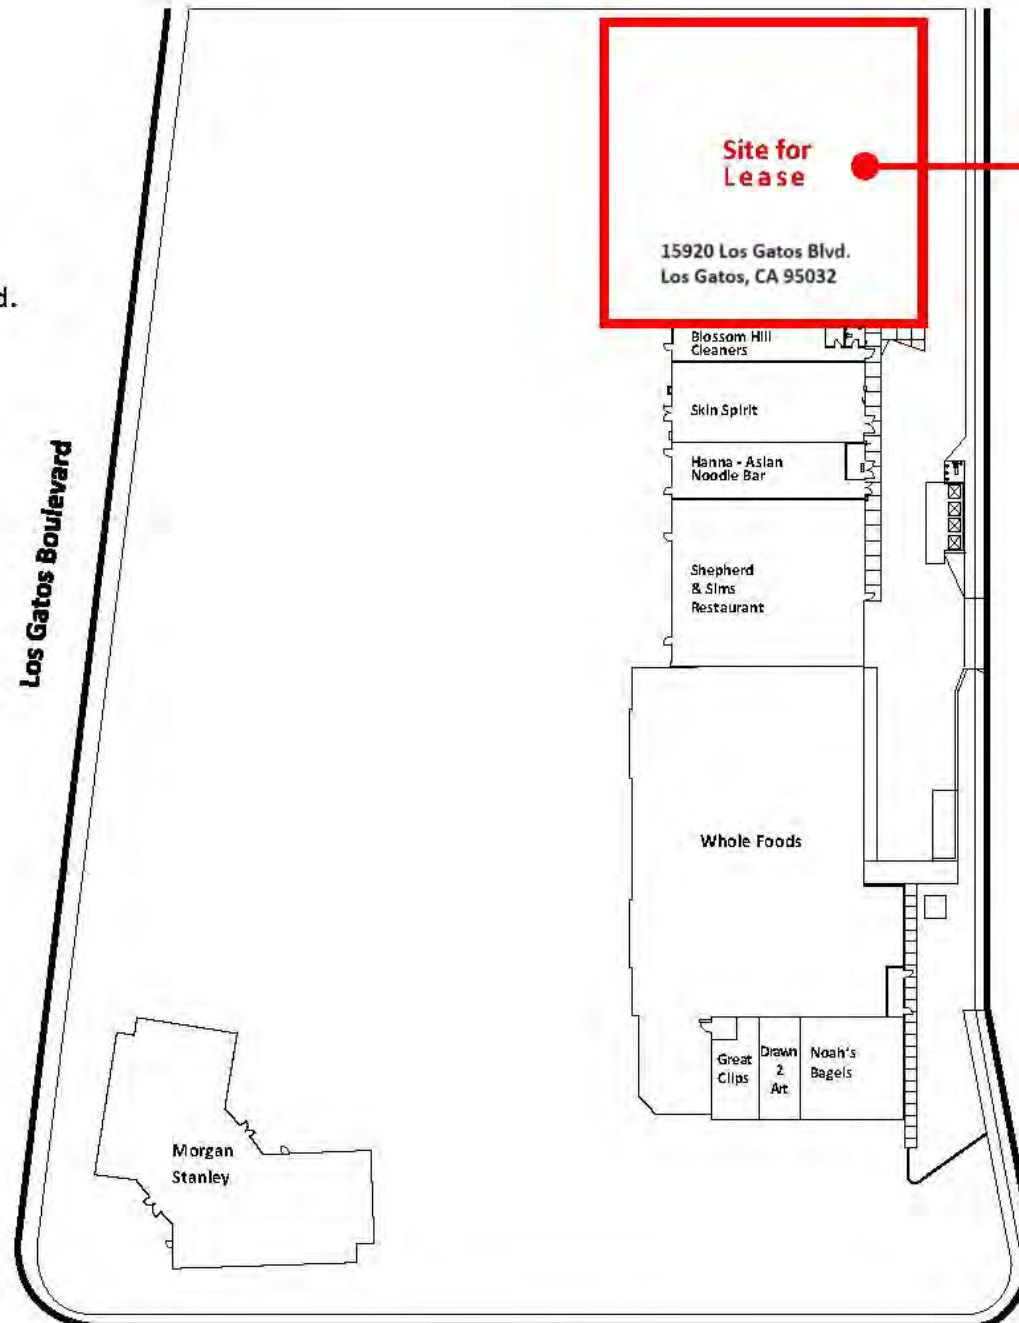 Site for
Lease
15920 Los Gatos Blvd.
Los Gatos, CA 95032
d.
Blossom Hill
Cleaners
Skin Spirit
Hanna - Asian
Noodle Bar
Los Gatos Boulevard
Shepherd
& Sims
Restaurant
Whole Foods
Great
Clips
Drawn
2
Art
Noah's
Bagels
Morgan
Stanley